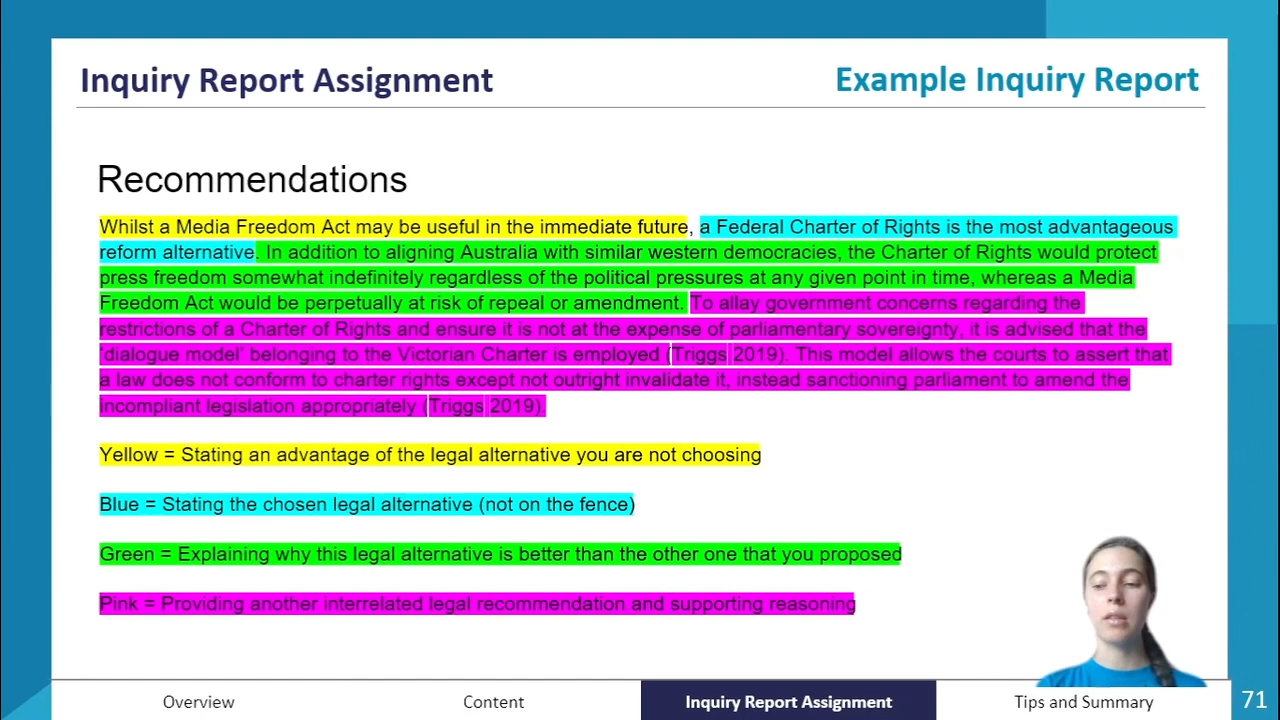 Inquiry Report Assignment
Example Inquiry Report
Recommendations
Whilst a Media Freedom Act may be useful in the immediate future, a Federal Charter of Rights is the most advantageous
reform alternative. In addition to aligning Australia with similar western democracies, the Charter of Rights would protect
press freedom somewhat indefinitely regardless of the political pressures at any given point in time, whereas a Media
Freedom Act would be perpetually at risk of repeal or amendment. To allay government concerns regarding the
restrictions of a Charter of Rights and ensure it is not at the expense of parliamentary sovereignty, it is advised that the
'dialogue model' belonging to the Victorian Charter is employed (Triggs 2019). This model allows the courts to assert that
a law does not conform to charter rights except not outright invalidate it, instead sanctioning parliament to amend the
incompliant legislation appropriately (Triggs 2019).
Yellow = Stating an advantage of the legal alternative you are not choosing
Blue = Stating the chosen legal alternative (not on the fence)
Green = Explaining why this legal alternative is better than the other one that you proposed
Pink = Providing another interrelated legal recommendation and supporting reasoning
Overview
Content
Inquiry Report Assignment
Tips and Summary
71